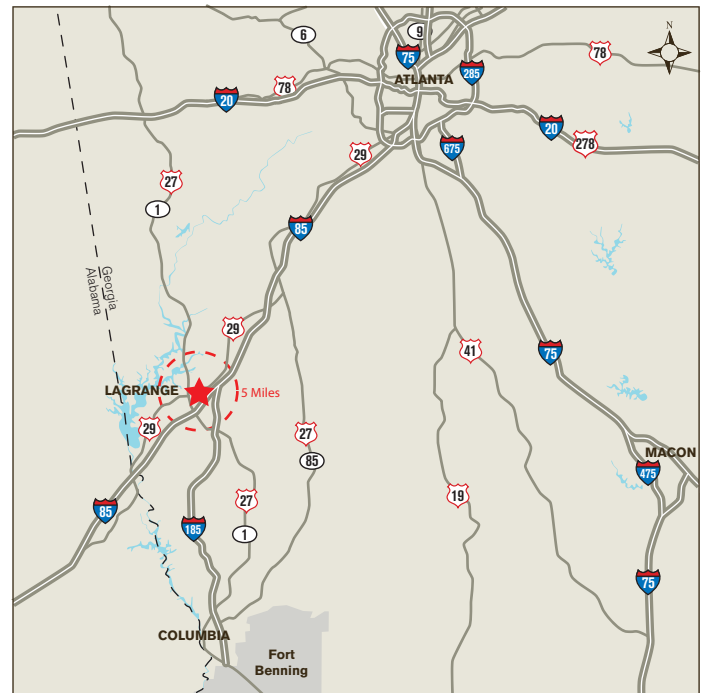 N
6
9
75
78
ATLANTA
285
78
20
20
29
675
278
27
1
85
Georgia
Alabama
29
41
75
LAGRANGE
5 Miles
29
27
MACON
85
475
27
19
85
185
1
75
COLUMBIA
Fort
Benning